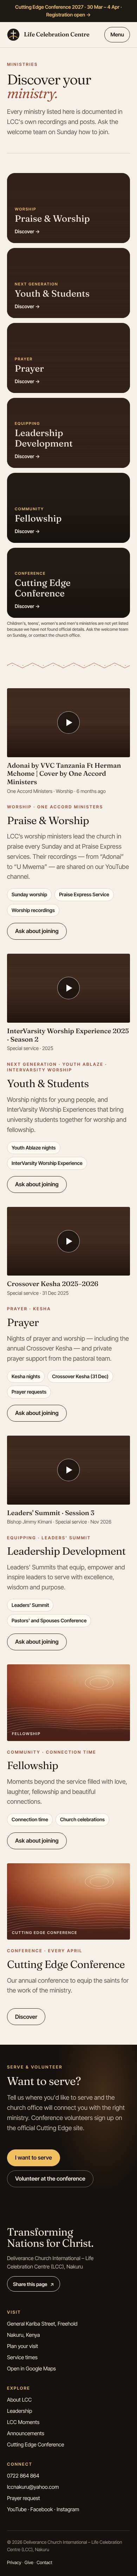 Cutting Edge Conference 2027 · 30 Mar – 4 Apr ·
Registration open →
Life Celebration Centre
Menu
MINISTRIES
Discover your
ministry.
Every ministry listed here is documented in
LCC's own recordings and posts. Ask the
welcome team on Sunday how to join.
WORSHIP
Praise & Worship
Discover →
NEXT GENERATION
Youth & Students
Discover →
PRAYER
Prayer
Discover →
EQUIPPING
Leadership
Development
Discover →
COMMUNITY
Fellowship
Discover →
CONFERENCE
Cutting Edge
Conference
Discover →
Children's, teens', women's and men's ministries are not yet listed
because we have not found official details. Ask the welcome team
on Sunday, or contact the church office.
Adonai by VVC Tanzania Ft Herman
Mchome | Cover by One Accord
Ministers
One Accord Ministers · Worship · 6 months ago
WORSHIP · ONE ACCORD MINISTERS
Praise & Worship
LCC's worship ministers lead the church in
praise every Sunday and at Praise Express
services. Their recordings — from "Adonai"
to "U Mwema" — are shared on our YouTube
channel.
Sunday worship
Praise Express Service
Worship recordings
Ask about joining
InterVarsity Worship Experience 2025
· Season 2
Special service · 2025
NEXT GENERATION · YOUTH ABLAZE ·
INTERVARSITY WORSHIP
Youth & Students
Worship nights for young people, and
InterVarsity Worship Experiences that bring
university students together for worship and
fellowship.
Youth Ablaze nights
InterVarsity Worship Experience
Ask about joining
Crossover Kesha 2025–2026
Special service · 31 Dec 2025
PRAYER · KESHA
Prayer
Nights of prayer and worship — including the
annual Crossover Kesha — and private
prayer support from the pastoral team.
Kesha nights
Crossover Kesha (31 Dec)
Prayer requests
Ask about joining
Leaders' Summit · Session 3
Bishop Jimmy Kimani · Special service · Nov 2026
EQUIPPING · LEADERS' SUMMIT
Leadership Development
Leaders' Summits that equip, empower and
inspire leaders to serve with excellence,
wisdom and purpose.
Leaders' Summit
Pastors' and Spouses Conference
Ask about joining
FELLOWSHIP
COMMUNITY · CONNECTION TIME
Fellowship
Moments beyond the service filled with love,
laughter, fellowship and beautiful
connections.
Connection time
Church celebrations
Ask about joining
CUTTING EDGE CONFERENCE
CONFERENCE · EVERY APRIL
Cutting Edge Conference
Our annual conference to equip the saints for
the work of the ministry.
Discover
SERVE & VOLUNTEER
Want to serve?
Tell us where you'd like to serve and the
church office will connect you with the right
ministry. Conference volunteers sign up on
the official Cutting Edge site.
I want to serve
Volunteer at the conference
Transforming
Nations for Christ.
Deliverance Church International – Life
Celebration Centre (LCC), Nakuru
Share this page ↗
VISIT
General Kariba Street, Freehold
Nakuru, Kenya
Plan your visit
Service times
Open in Google Maps
EXPLORE
About LCC
Leadership
LCC Moments
Announcements
Cutting Edge Conference
CONNECT
0722 864 864
lccnakuru@yahoo.com
Prayer request
YouTube · Facebook · Instagram
© 2026 Deliverance Church International – Life Celebration
Centre (LCC), Nakuru
Privacy · Give · Contact